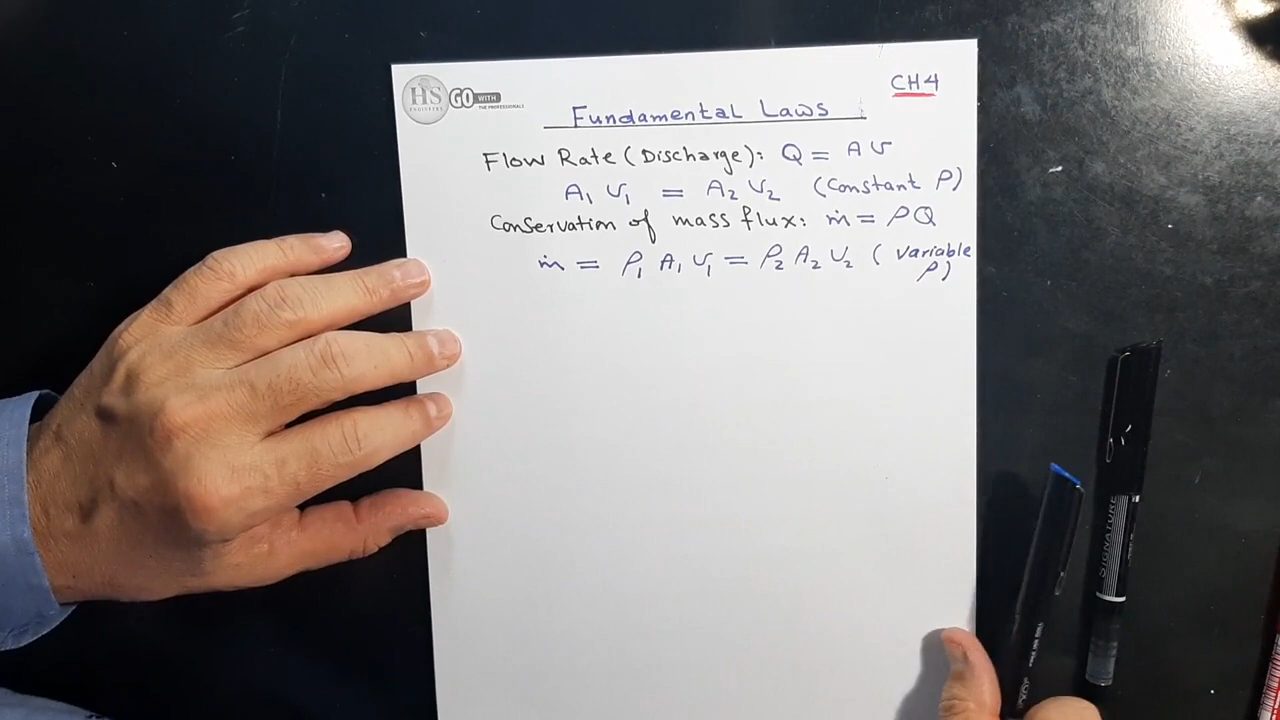 HS
ENGINEERS
GO WITH
THE PROFESSIONALS
CH4
Fundamental Laws
Flow Rate (Discharge): Q = A V
A₁ V₁ = A₂ V₂ (Constant ρ)
Conservation of mass flux: ṁ = ρQ
ṁ = ρ₁ A₁ V₁ = ρ₂ A₂ V₂ (variable
ρ)
SIGNATURE